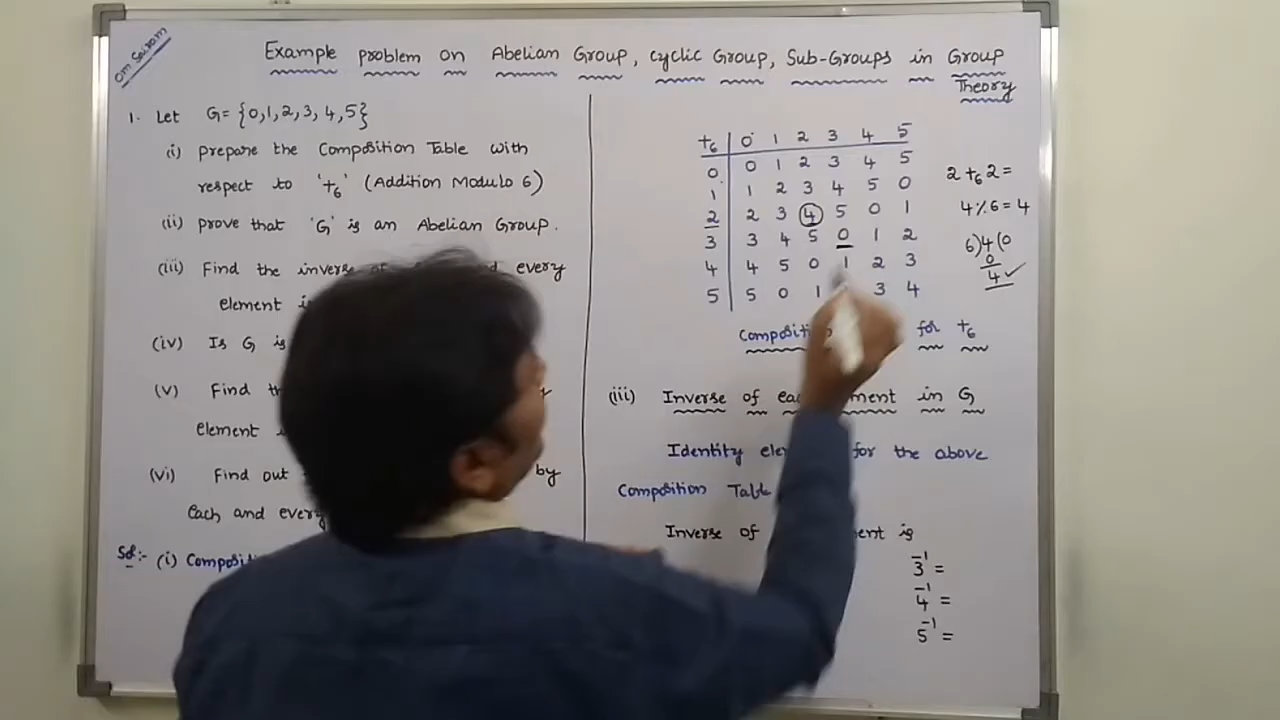 om Sairam
Example problem on Abelian Group, cyclic Group, Sub-Groups in Group
Theory
1. Let G = {0,1,2,3,4,5}
(i) prepare the Composition Table with
respect to '+₆' (Addition Modulo 6)
(ii) prove that 'G' is an Abelian Group.
(iii) Find the inverse of every
element
(iv) Is G is
(v) Find
element
(vi) Find out by
each and every
Sol:- (i)
+₆ 0 1 2 3 4 5
0 0 1 2 3 4 5
1 1 2 3 4 5 0
2 2 3 4 5 0 1
3 3 4 5 0 1 2
4 4 5 0 1 2 3
5 5 0 1 3 4
for +₆
2 +₆ 2 =
4 % 6 = 4
6)4(0
0
4 ✓
(iii) Inverse of in G
Identity for the above
Composition Table
Inverse of is
3⁻¹ =
4⁻¹ =
5⁻¹ =